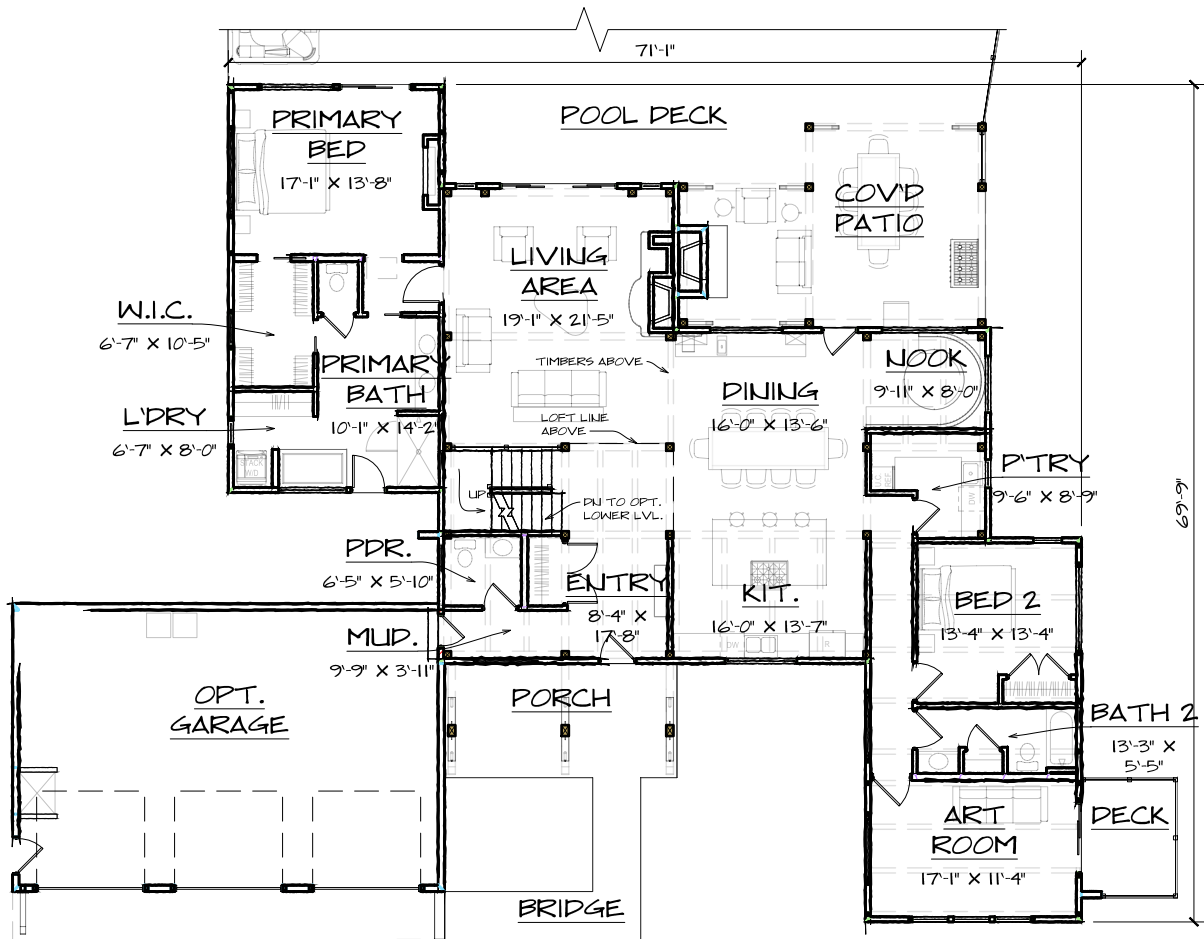 71'-1"
POOL DECK
PRIMARY
BED
17'-1" X 13'-8"
COV'D
PATIO
LIVING
AREA
19'-1" X 21'-5"
W.I.C.
6'-7" X 10'-5"
TIMBERS ABOVE
NOOK
9'-11" X 8'-0"
PRIMARY
BATH
10'-1" X 14'-2"
DINING
16'-0" X 13'-6"
L'DRY
6'-7" X 8'-0"
LOFT LINE
ABOVE
STACK
W/D
P'TRY
9'-6" X 8'-9"
REF.
DW
UP
DN TO OPT.
LOWER LVL.
69'-9"
PDR.
6'-5" X 5'-10"
ENTRY
8'-4" X
17'-8"
KIT.
16'-0" X 13'-7"
DW
R.
BED 2
13'-4" X 13'-4"
MUD.
9'-9" X 3'-11"
OPT.
GARAGE
PORCH
BATH 2
13'-3" X
5'-5"
ART
ROOM
17'-1" X 11'-4"
DECK
BRIDGE